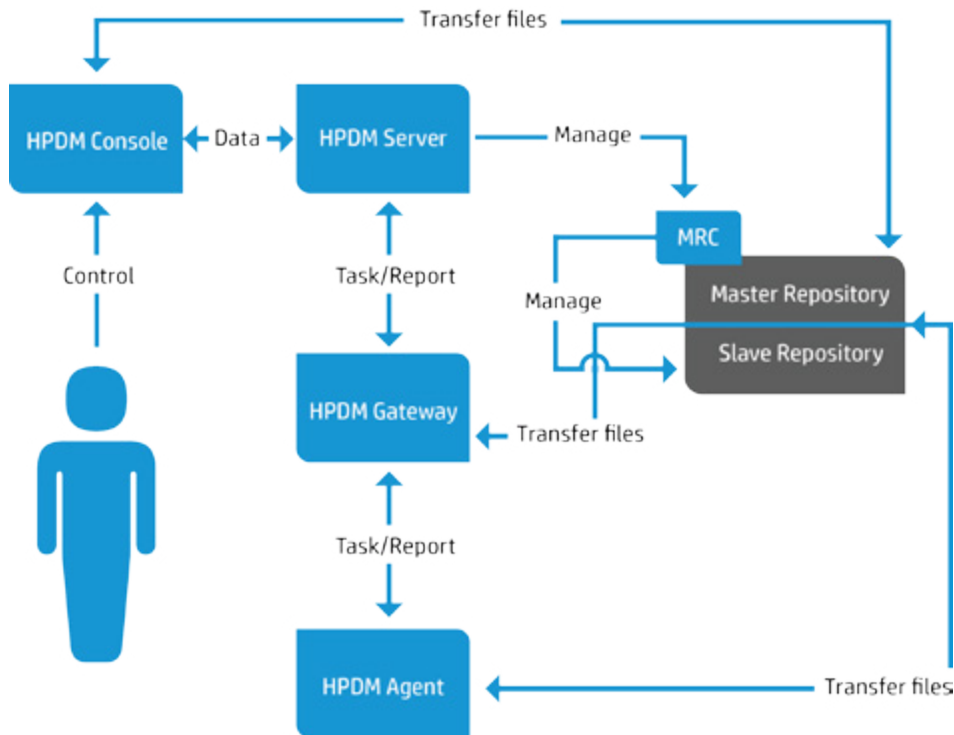 Transfer files
HPDM Console
Data
HPDM Server
Manage
MRC
Control
Task/Report
Manage
Master Repository
Slave Repository
HPDM Gateway
Transfer files
Task/Report
HPDM Agent
Transfer files